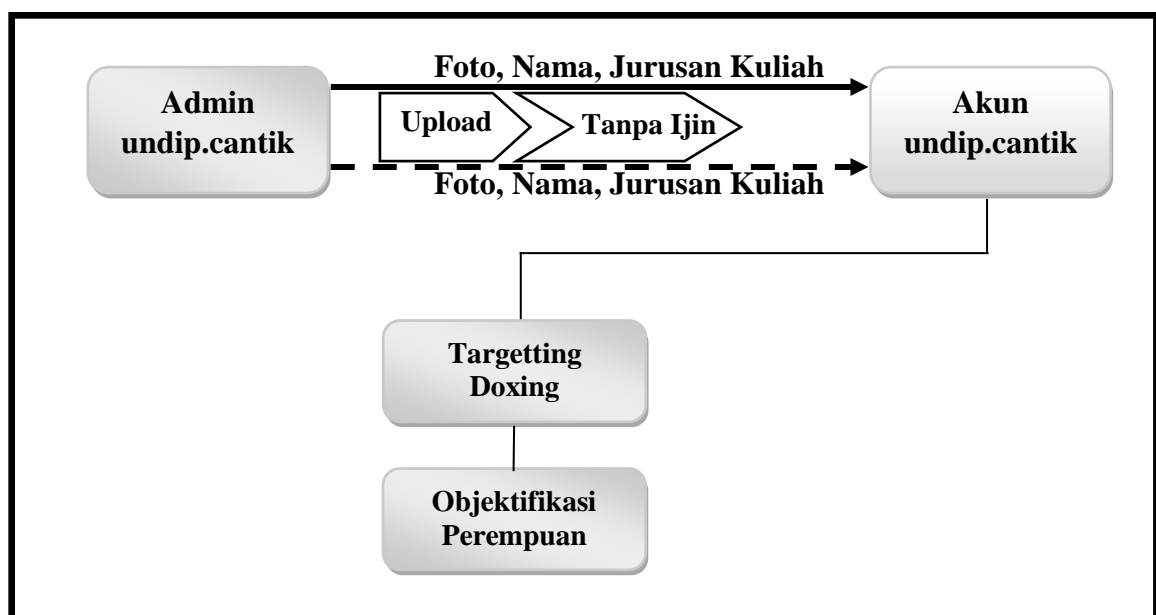 Foto, Nama, Jurusan Kuliah
Admin
undip.cantik
Upload
Tanpa Ijin
Akun
undip.cantik
Foto, Nama, Jurusan Kuliah
Targetting
Doxing
Objektifikasi
Perempuan